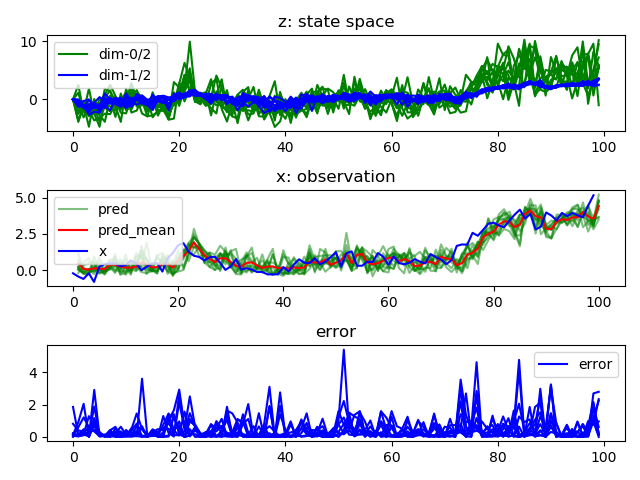 z: state space
10
0
dim-0/2
dim-1/2
0 20 40 60 80 100
x: observation
5.0
2.5
0.0
pred
pred_mean
x
0 20 40 60 80 100
error
4
2
0
error
0 20 40 60 80 100